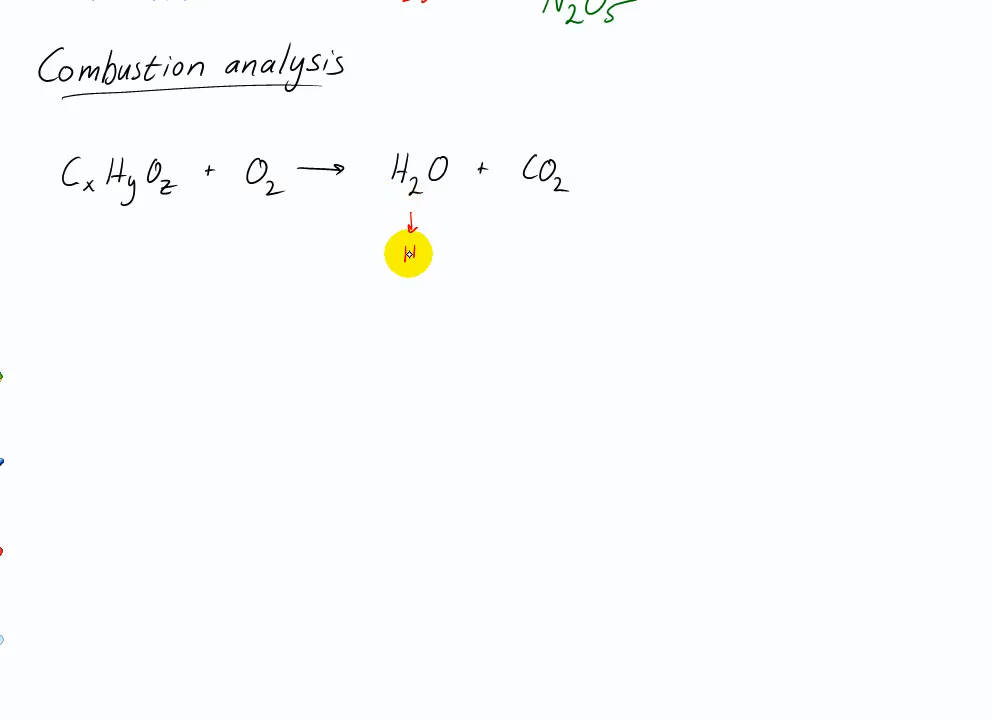 N₂O₅
Combustion analysis
CₓHyOz + O₂ → H₂O + CO₂
↓
H